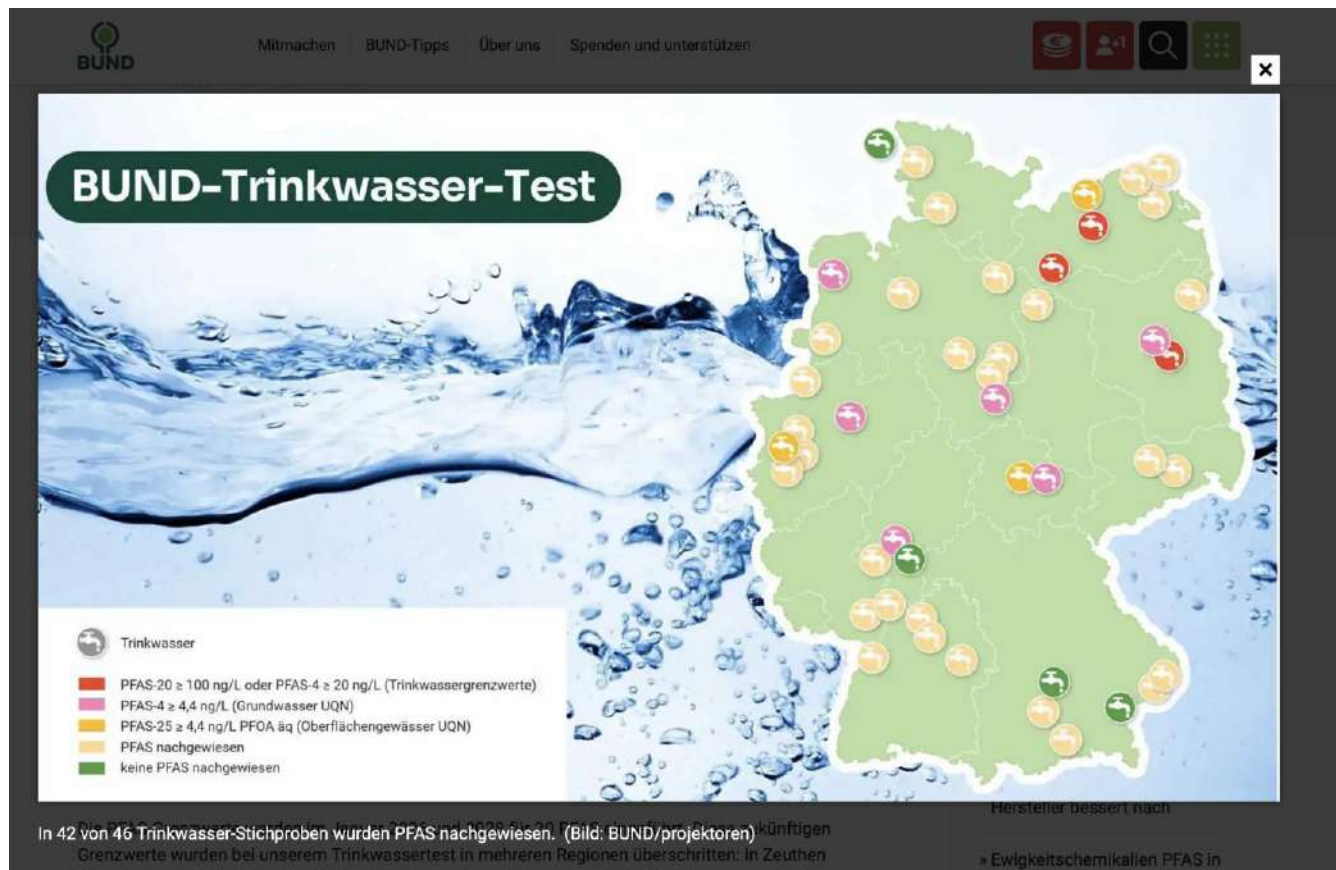 BUND
Mitmachen
BUND-Tipps
Über uns
Spenden und unterstützen
+1
×
BUND-Trinkwasser-Test
Trinkwasser
PFAS-20 ≥ 100 ng/L oder PFAS-4 ≥ 20 ng/L (Trinkwassergrenzwerte)
PFAS-4 ≥ 4,4 ng/L (Grundwasser UQN)
PFAS-25 ≥ 4,4 ng/L PFOA äq (Oberflächengewässer UQN)
PFAS nachgewiesen
keine PFAS nachgewiesen
Hersteller bessert nach
In 42 von 46 Trinkwasser-Stichproben wurden PFAS nachgewiesen. (Bild: BUND/projektoren)
Grenzwerte wurden bei unserem Trinkwassertest in mehreren Regionen überschritten: in Zeuthen
» Ewigkeitschemikalien PFAS in